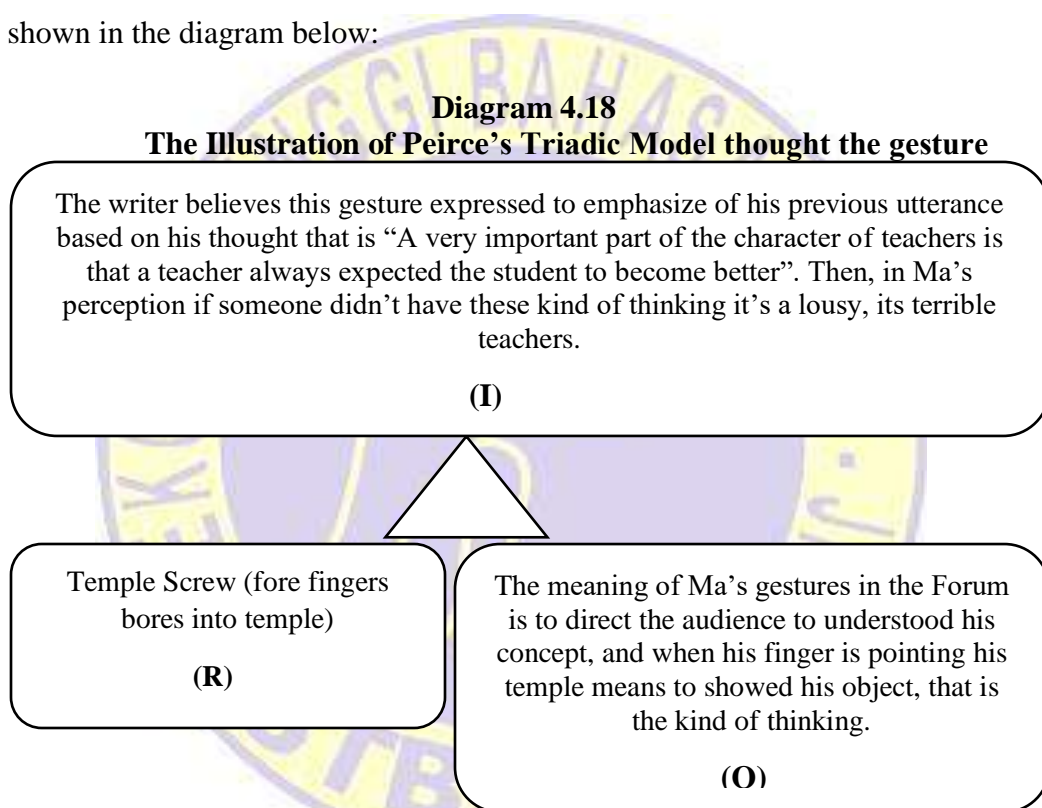 shown in the diagram below:
Diagram 4.18
The Illustration of Peirce's Triadic Model thought the gesture
The writer believes this gesture expressed to emphasize of his previous utterance
based on his thought that is “A very important part of the character of teachers is
that a teacher always expected the student to become better”. Then, in Ma’s
perception if someone didn’t have these kind of thinking it’s a lousy, its terrible
teachers.
(I)
Temple Screw (fore fingers
bores into temple)
(R)
The meaning of Ma’s gestures in the Forum
is to direct the audience to understood his
concept, and when his finger is pointing his
temple means to showed his object, that is
the kind of thinking.
(O)